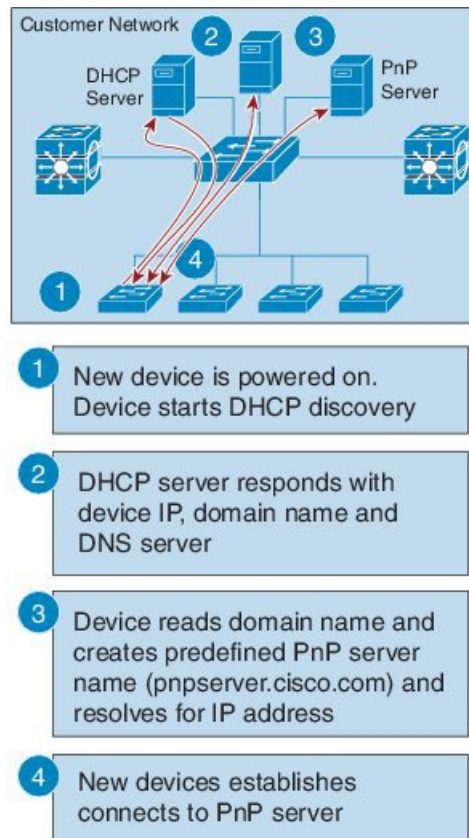 Customer Network
2
3
DHCP
Server
PnP
Server
4
1
1
New device is powered on.
Device starts DHCP discovery
2
DHCP server responds with
device IP, domain name and
DNS server
3
Device reads domain name and
creates predefined PnP server
name (pnpserver.cisco.com) and
resolves for IP address
4
New devices establishes
connects to PnP server